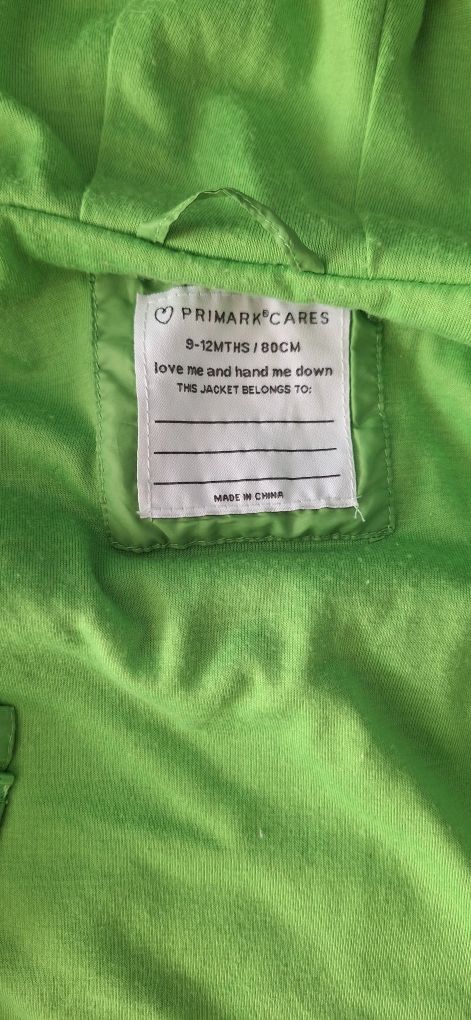 PRIMARK®CARES
9-12MTHS / 80CM
love me and hand me down
THIS JACKET BELONGS TO:
MADE IN CHINA